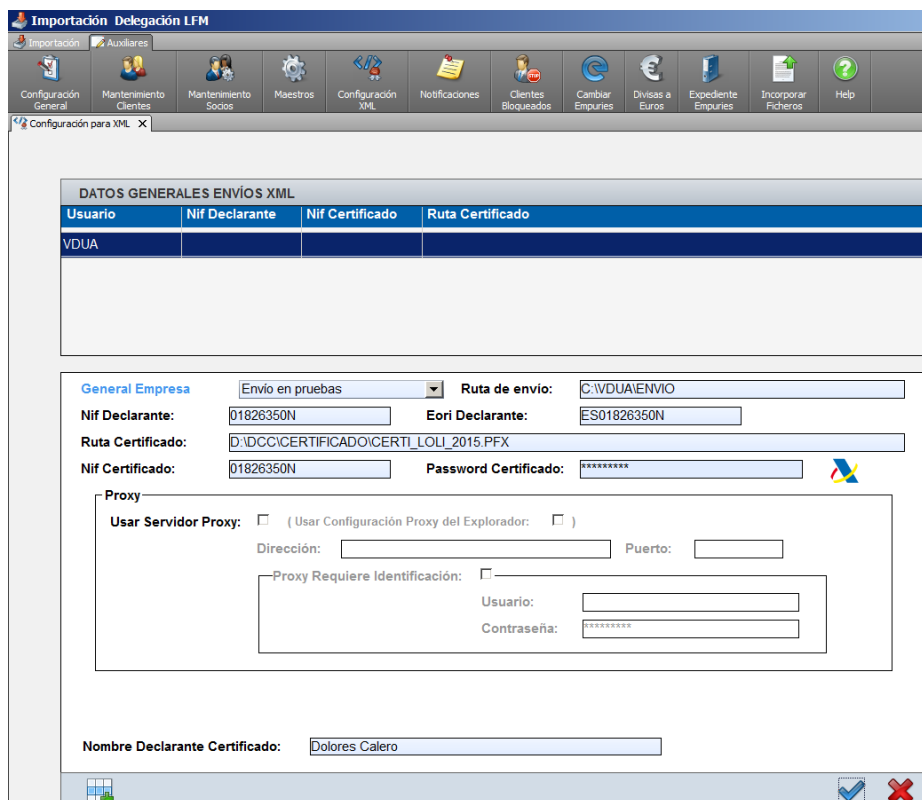 Importación Delegación LFM
Importación Auxiliares
Configuración General Mantenimiento Clientes Mantenimiento Socios Maestros Configuración XML Notificaciones Clientes Bloqueados Cambiar Empuries Divisas a Euros Expediente Empuries Incorporar Ficheros Help
Configuración para XML X
DATOS GENERALES ENVÍOS XML
Usuario Nif Declarante Nif Certificado Ruta Certificado
VDUA
General Empresa Envío en pruebas Ruta de envío: C:\VDUA\ENVIO
Nif Declarante: 01826350N Eori Declarante: ES01826350N
Ruta Certificado: D:\DCC\CERTIFICADO\CERTI_LOLI_2015.PFX
Nif Certificado: 01826350N Password Certificado: *********
Proxy
Usar Servidor Proxy: ( Usar Configuración Proxy del Explorador: )
Dirección: Puerto:
Proxy Requiere Identificación:
Usuario:
Contraseña: *********
Nombre Declarante Certificado: Dolores Calero